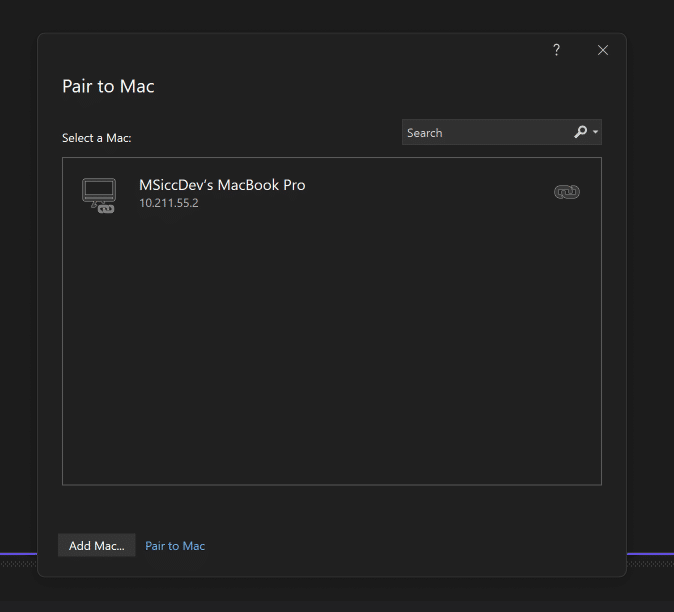 ?
Pair to Mac
Select a Mac:
Search
MSiccDev’s MacBook Pro
10.211.55.2
Add Mac...
Pair to Mac